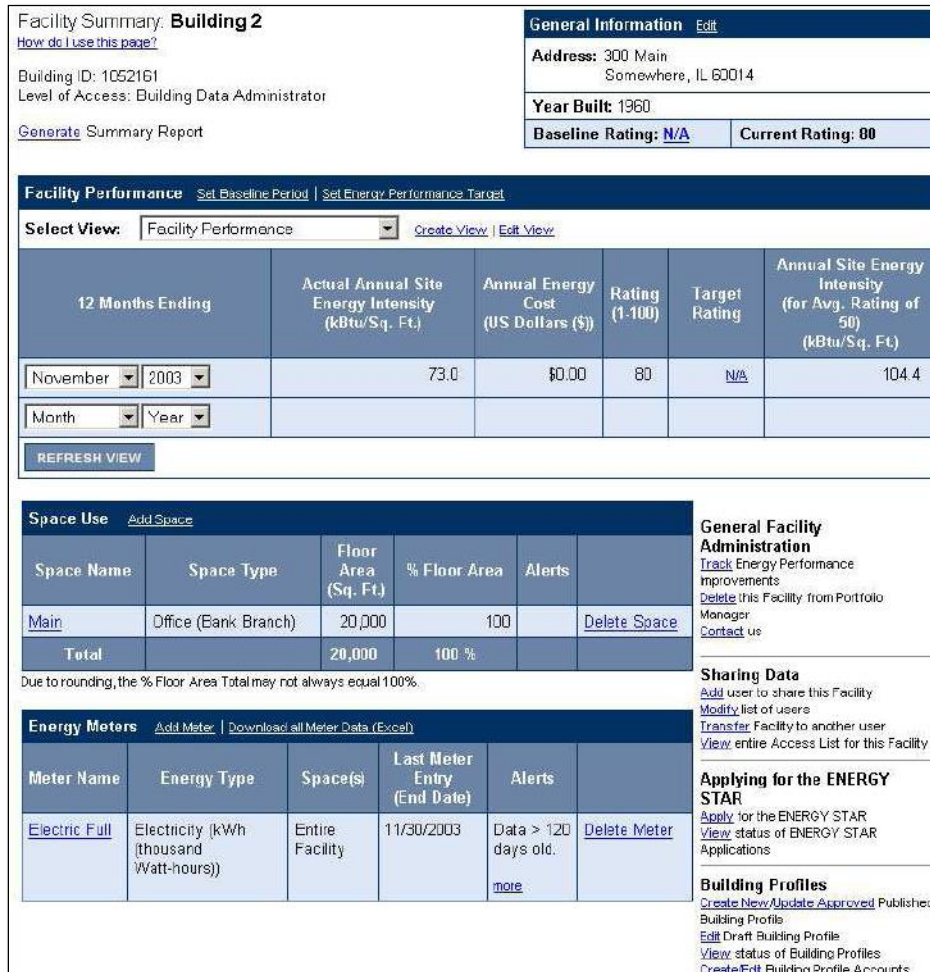 Facility Summary: Building 2
How do I use this page?
Building ID: 1052161
Level of Access: Building Data Administrator
Generate Summary Report
General Information Edit
Address: 300 Main
Somewhere, IL 60014
Year Built: 1960
Baseline Rating: N/A Current Rating: 80
Facility Performance Set Baseline Period | Set Energy Performance Target
Select View: Facility Performance Create View | Edit View
12 Months Ending
Actual Annual Site
Energy Intensity
(kBtu/Sq. Ft.)
Annual Energy
Cost
(US Dollars ($))
Rating
(1-100)
Target
Rating
Annual Site Energy
Intensity
(for Avg. Rating of
50)
(kBtu/Sq. Ft.)
November 2003 73.0 $0.00 80 N/A 104.4
Month Year
REFRESH VIEW
Space Use Add Space
Space Name
Space Type
Floor
Area
(Sq. Ft.)
% Floor Area
Alerts
Main Office (Bank Branch) 20,000 100 Delete Space
Total 20,000 100 %
Due to rounding, the % Floor Area Total may not always equal 100%.
Energy Meters Add Meter | Download all Meter Data (Excel)
Meter Name
Energy Type
Space(s)
Last Meter
Entry
(End Date)
Alerts
Electric Full
Electricity (kWh
(thousand
Watt-hours))
Entire
Facility
11/30/2003
Data > 120
days old.
more
Delete Meter
General Facility
Administration
Track Energy Performance
Improvements
Delete this Facility from Portfolio
Manager
Contact us
Sharing Data
Add user to share this Facility
Modify list of users
Transfer Facility to another user
View entire Access List for this Facility
Applying for the ENERGY
STAR
Apply for the ENERGY STAR
View status of ENERGY STAR
Applications
Building Profiles
Create New/Update Approved Published
Building Profile
Edit Draft Building Profile
View status of Building Profiles
Create/Edit Building Profile Accounts